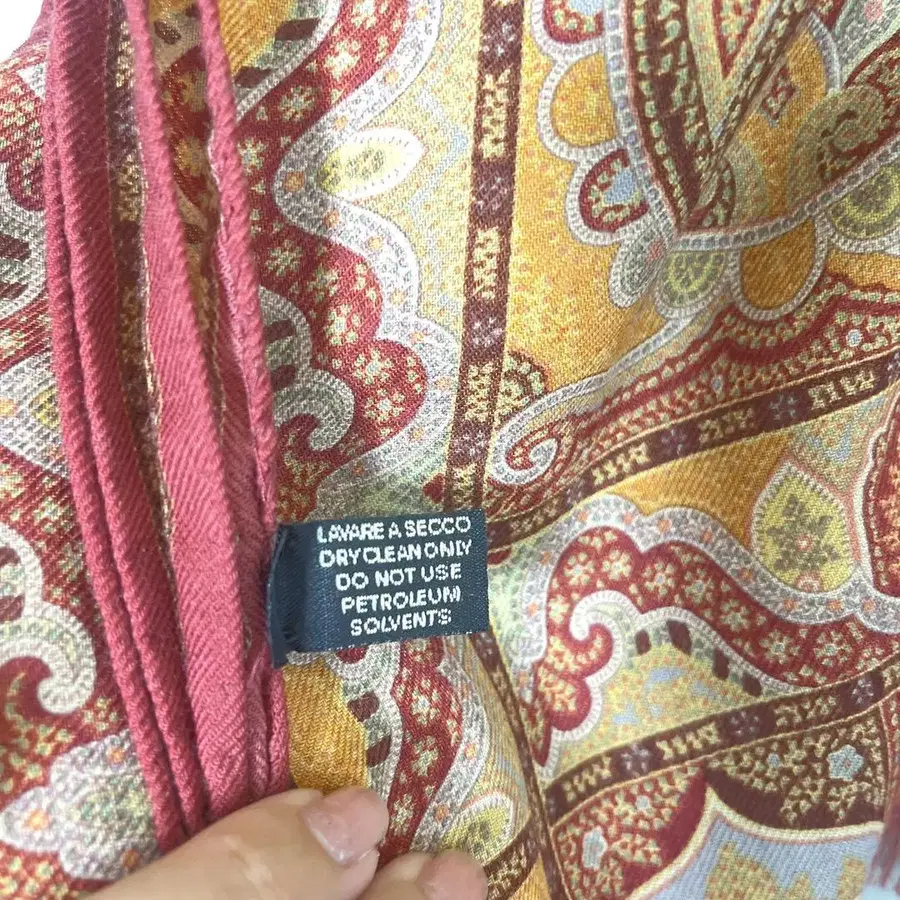 LAVARE A SECCO
DRY CLEAN ONLY
DO NOT USE
PETROLEUM
SOLVENTS